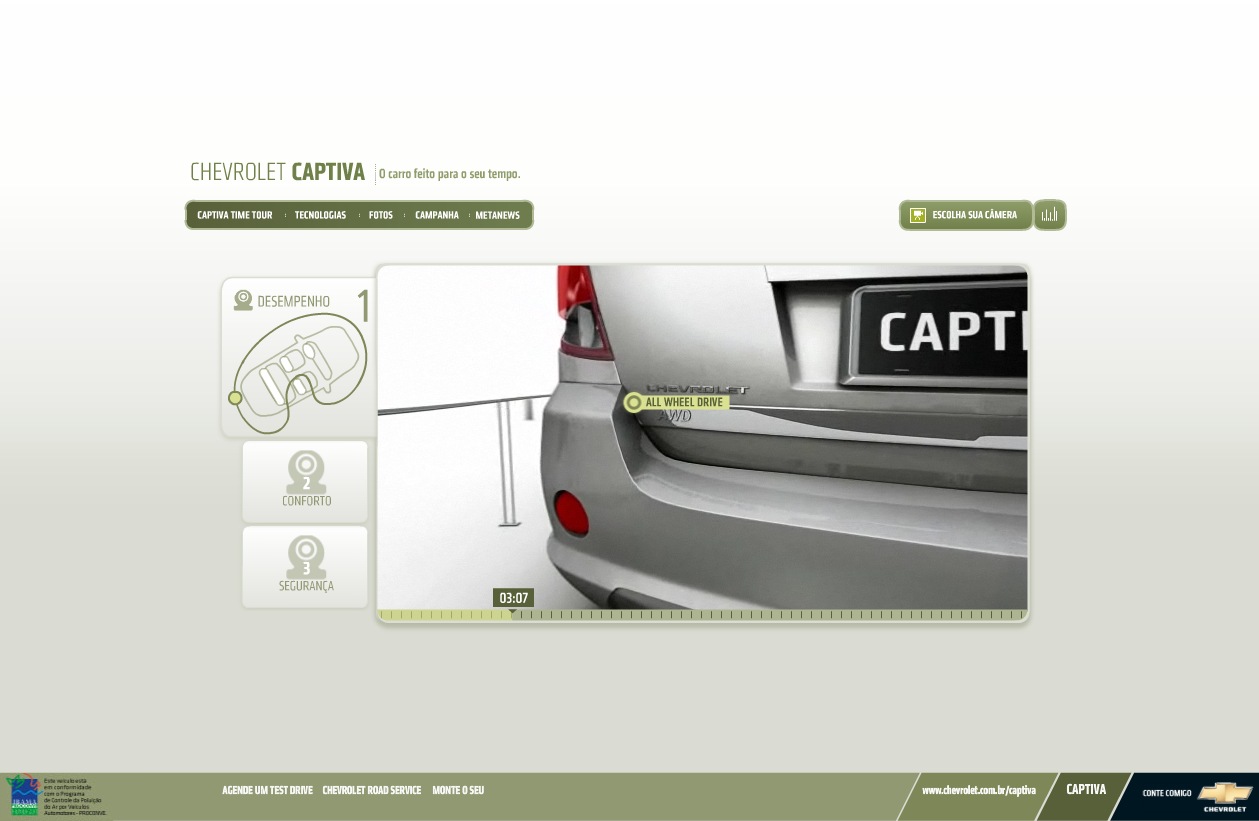 CHEVROLET CAPTIVA O carro feito para o seu tempo.
CAPTIVA TIME TOUR TECNOLOGIAS FOTOS CAMPANHA METANEWS
ESCOLHA SUA CÂMERA
DESEMPENHO 1
2
CONFORTO
3
SEGURANÇA
CAPTI
CHEVROLET
ALL WHEEL DRIVE
AWD
03:07
Este veículo está
em conformidade
com o Programa
de Controle da Poluição
do Ar por Veículos
Automotores - PROCONVE.
AGENDE UM TEST DRIVE CHEVROLET ROAD SERVICE MONTE O SEU
www.chevrolet.com.br/captiva
CAPTIVA
CONTE COMIGO
CHEVROLET